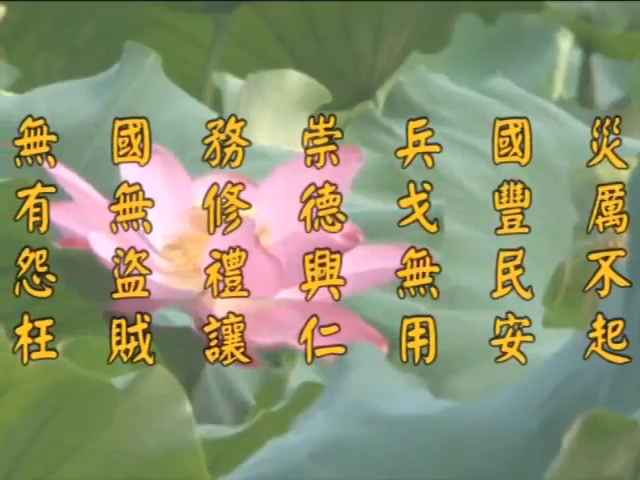 災厲不起
國豐民安
兵戈無用
崇德興仁
務修禮讓
國無盜賊
無有怨枉